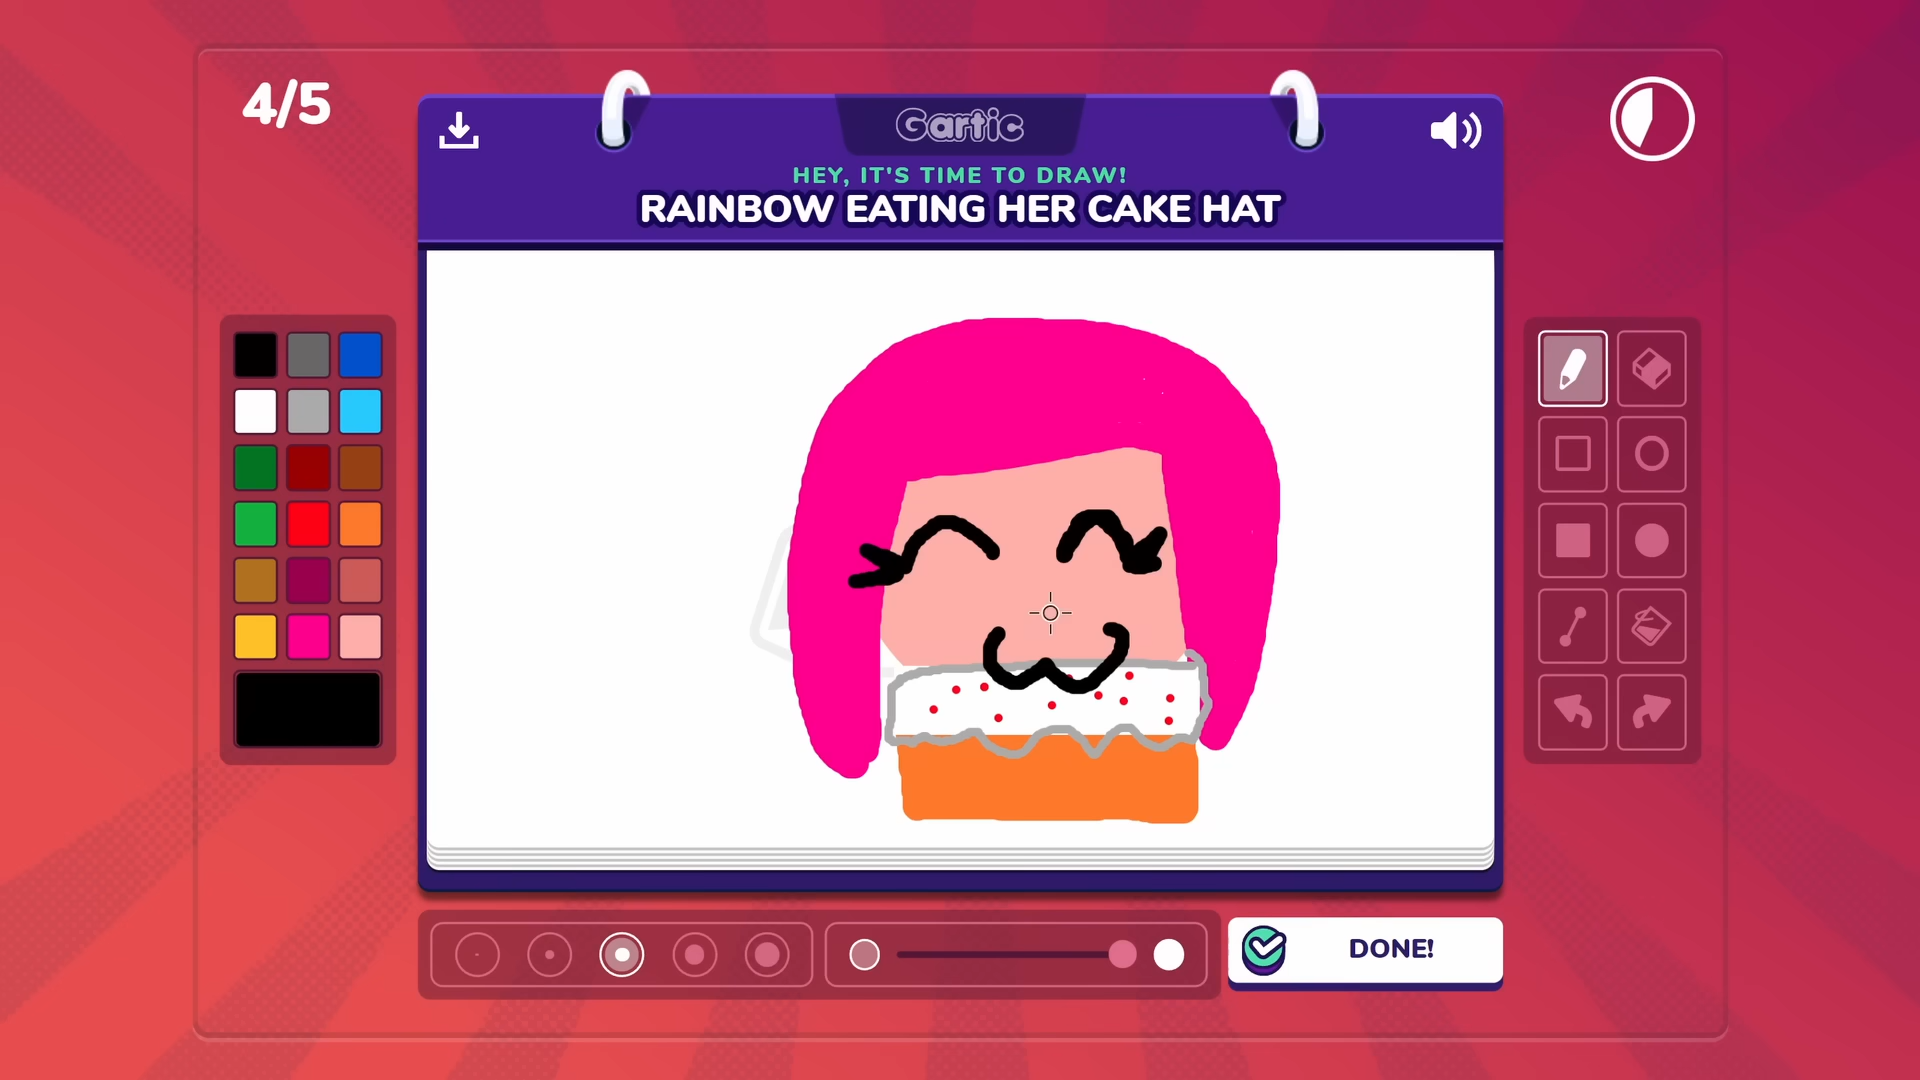 4/5
Gartic
HEY, IT'S TIME TO DRAW!
RAINBOW EATING HER CAKE HAT
DONE!